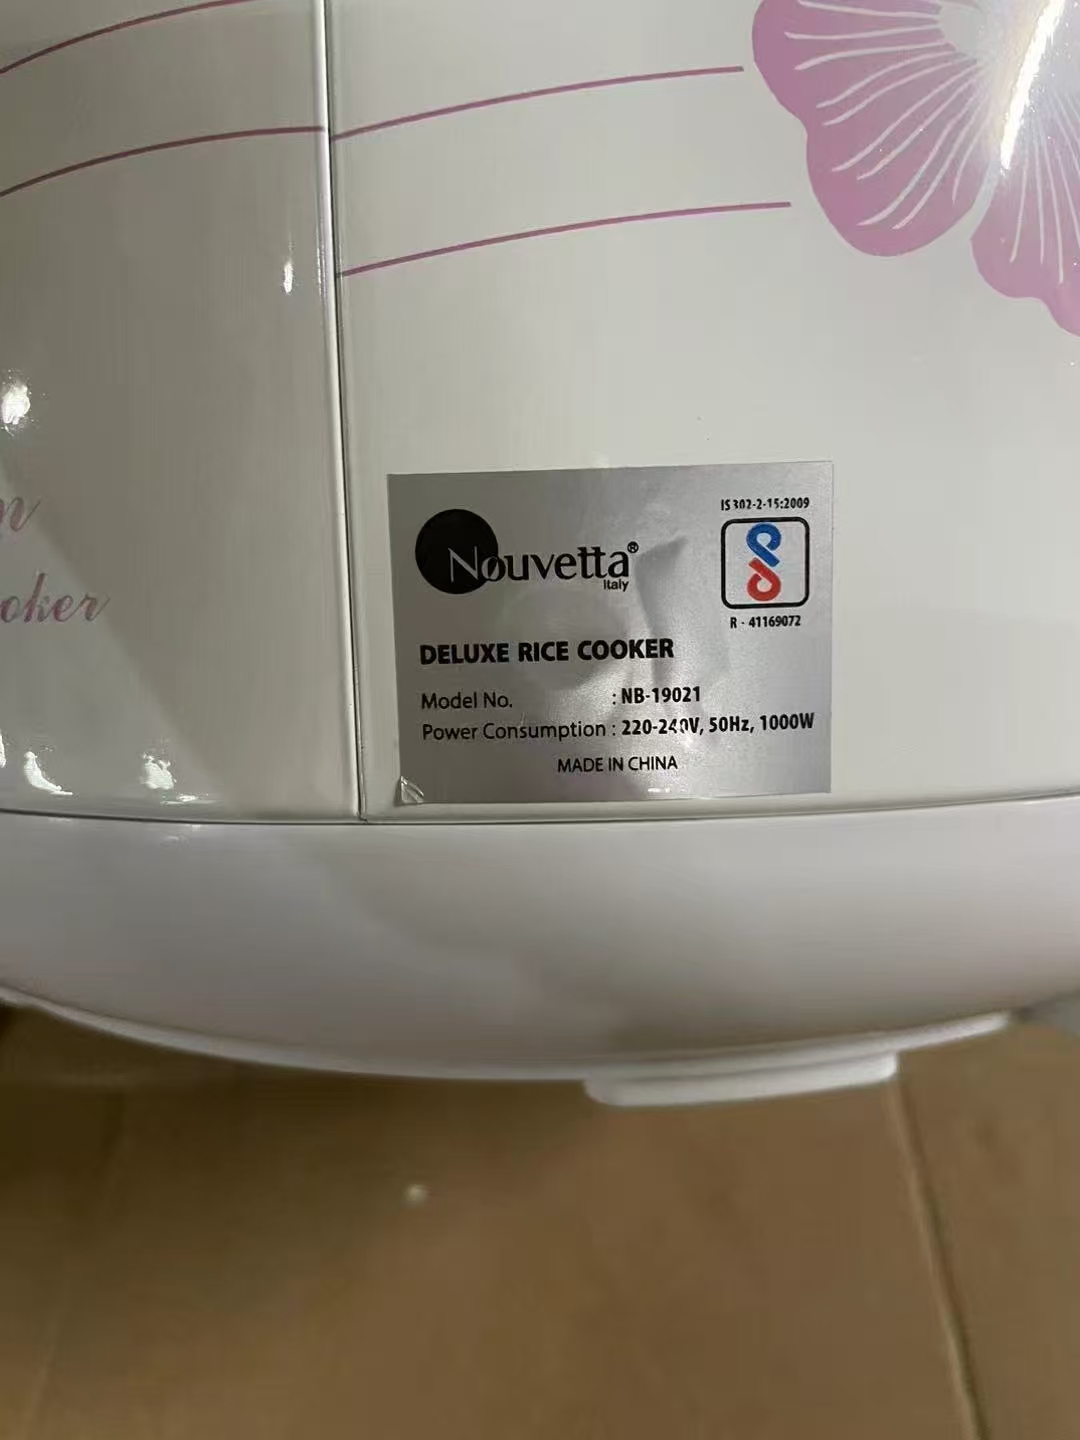 oker
Nouvetta®
Italy
IS 302-2-15:2009
R - 41169072
DELUXE RICE COOKER
Model No. : NB-19021
Power Consumption : 220-240V, 50Hz, 1000W
MADE IN CHINA